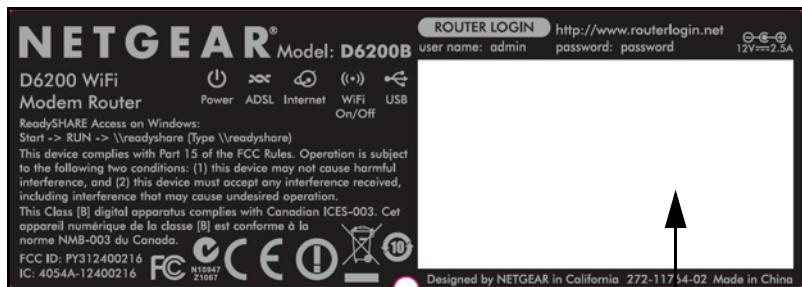 NETGEAR® Model: D6200B
D6200 WiFi
Modem Router
Power ADSL Internet WiFi On/Off USB
ReadySHARE Access on Windows:
Start -> RUN -> \\readyshare (Type \\readyshare)
This device complies with Part 15 of the FCC Rules. Operation is subject
to the following two conditions: (1) this device may not cause harmful
interference, and (2) this device must accept any interference received,
including interference that may cause undesired operation.
This Class [B] digital apparatus complies with Canadian ICES-003. Cet
appareil numérique de la classe [B] est conforme à la
norme NMB-003 du Canada.
FCC ID: PY312400216
IC: 4054A-12400216
FC
N10947
Z1067
CE
10
ROUTER LOGIN http://www.routerlogin.net
user name: admin password: password
12V 2.5A
Designed by NETGEAR in California 272-11764-02 Made in China